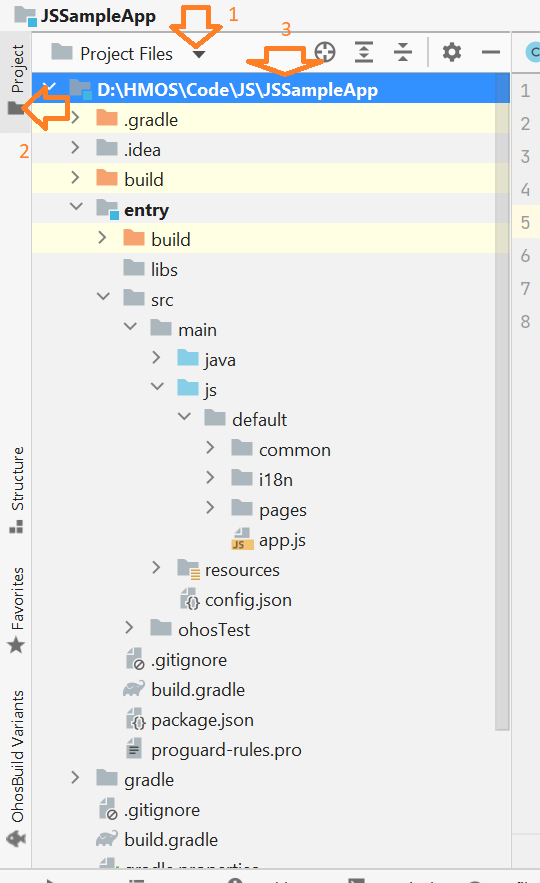 JSSampleApp
1
Project Files
3
Project
D:\HMOS\Code\JS\JSSampleApp
1
.gradle
2
2
.idea
3
build
4
entry
5
build
6
libs
7
src
8
main
java
js
default
common
Structure
i18n
pages
app.js
resources
Favorites
config.json
ohosTest
.gitignore
build.gradle
OhosBuild Variants
package.json
proguard-rules.pro
gradle
.gitignore
build.gradle
gradle.properties